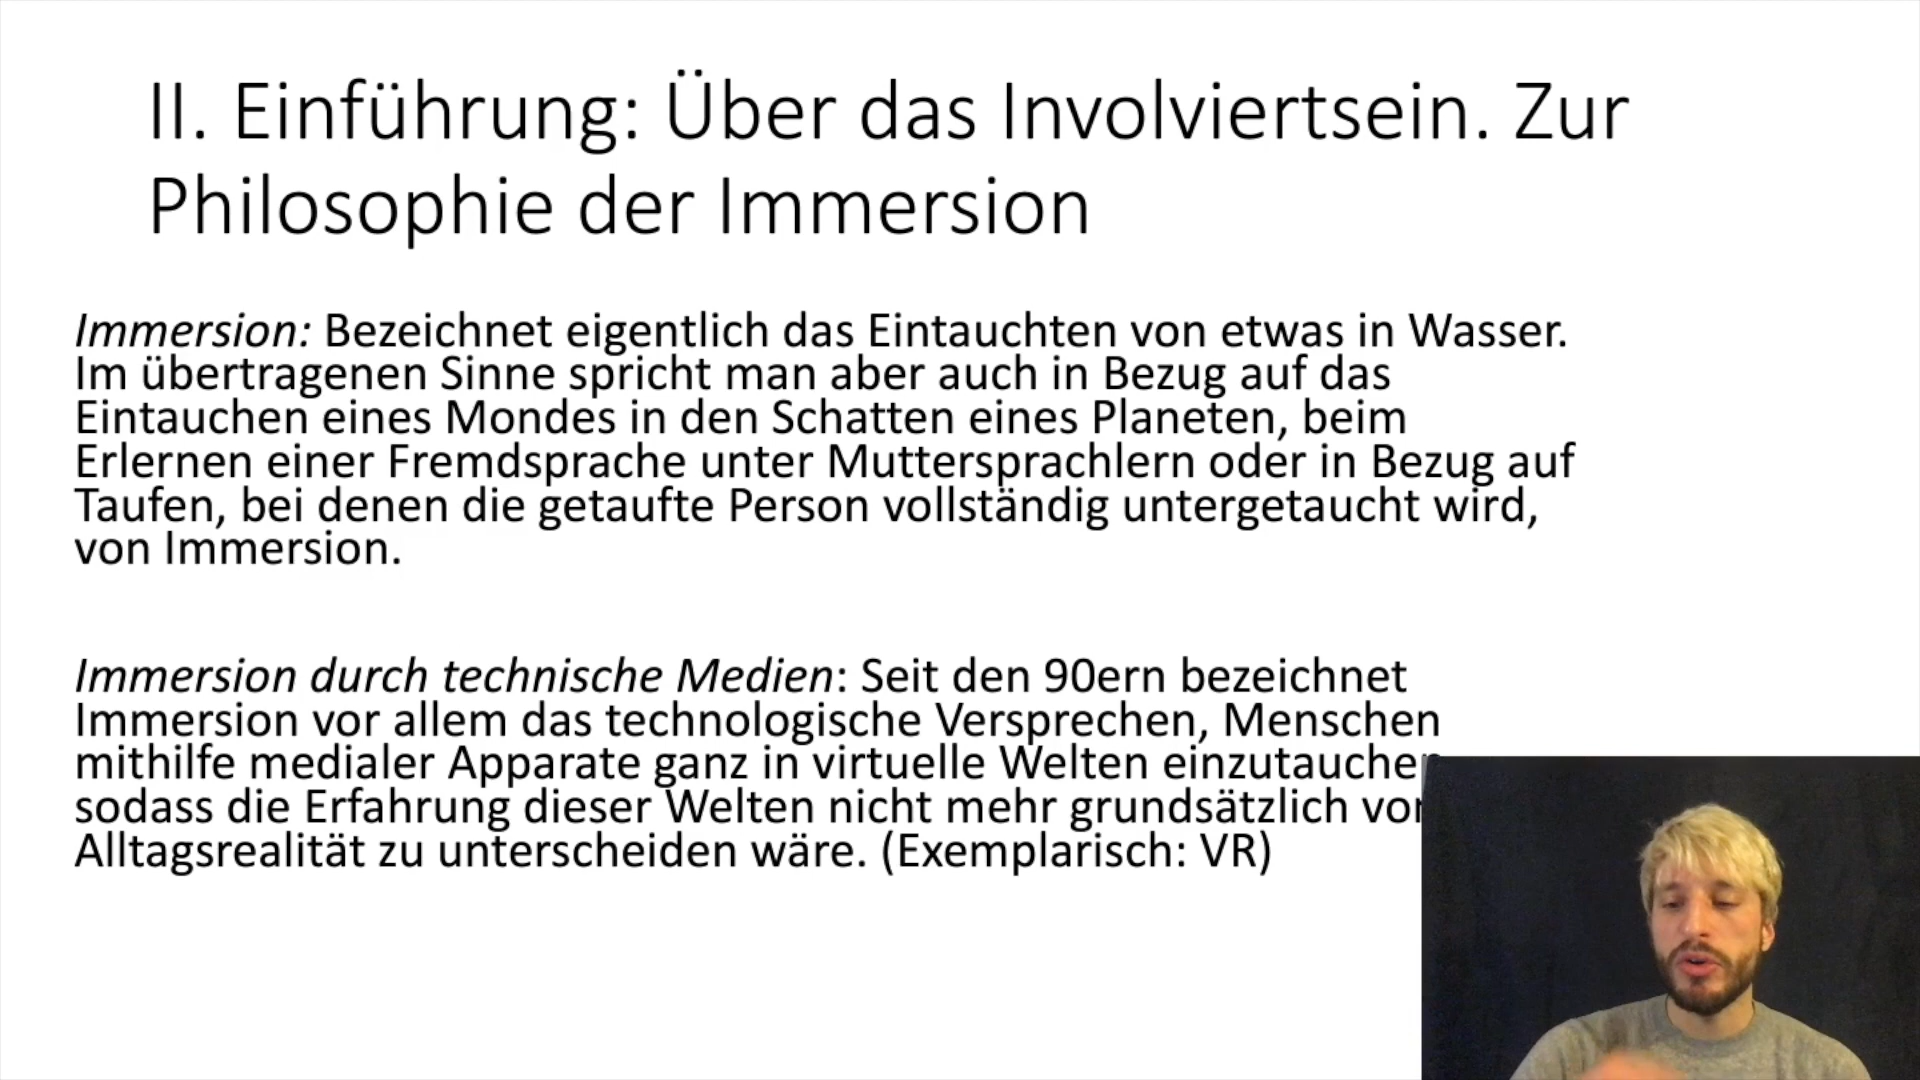 II. Einführung: Über das Involviertsein. Zur
Philosophie der Immersion
Immersion: Bezeichnet eigentlich das Eintauchten von etwas in Wasser.
Im übertragenen Sinne spricht man aber auch in Bezug auf das
Eintauchen eines Mondes in den Schatten eines Planeten, beim
Erlernen einer Fremdsprache unter Muttersprachlern oder in Bezug auf
Taufen, bei denen die getaufte Person vollständig untergetaucht wird,
von Immersion.
Immersion durch technische Medien: Seit den 90ern bezeichnet
Immersion vor allem das technologische Versprechen, Menschen
mithilfe medialer Apparate ganz in virtuelle Welten
sodass die Erfahrung dieser Welten nicht mehr grundsätzlich
Alltagsrealität zu unterscheiden wäre. (Exemplarisch: VR)